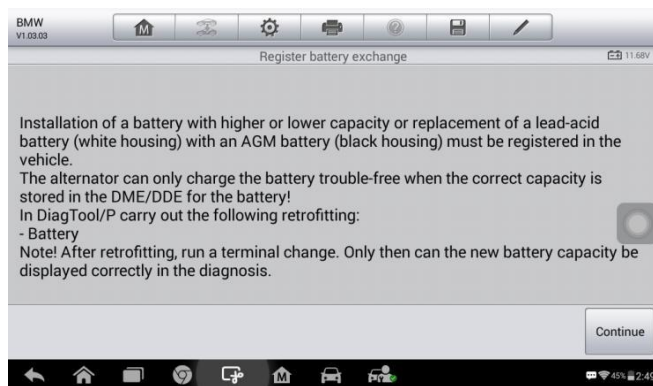 BMW
V1.03.03
M
Register battery exchange
11.68V
Installation of a battery with higher or lower capacity or replacement of a lead-acid
battery (white housing) with an AGM battery (black housing) must be registered in the
vehicle.
The alternator can only charge the battery trouble-free when the correct capacity is
stored in the DME/DDE for the battery!
In DiagTool/P carry out the following retrofitting:
- Battery
Note! After retrofitting, run a terminal change. Only then can the new battery capacity be
displayed correctly in the diagnosis.
Continue
M
45% 2:49